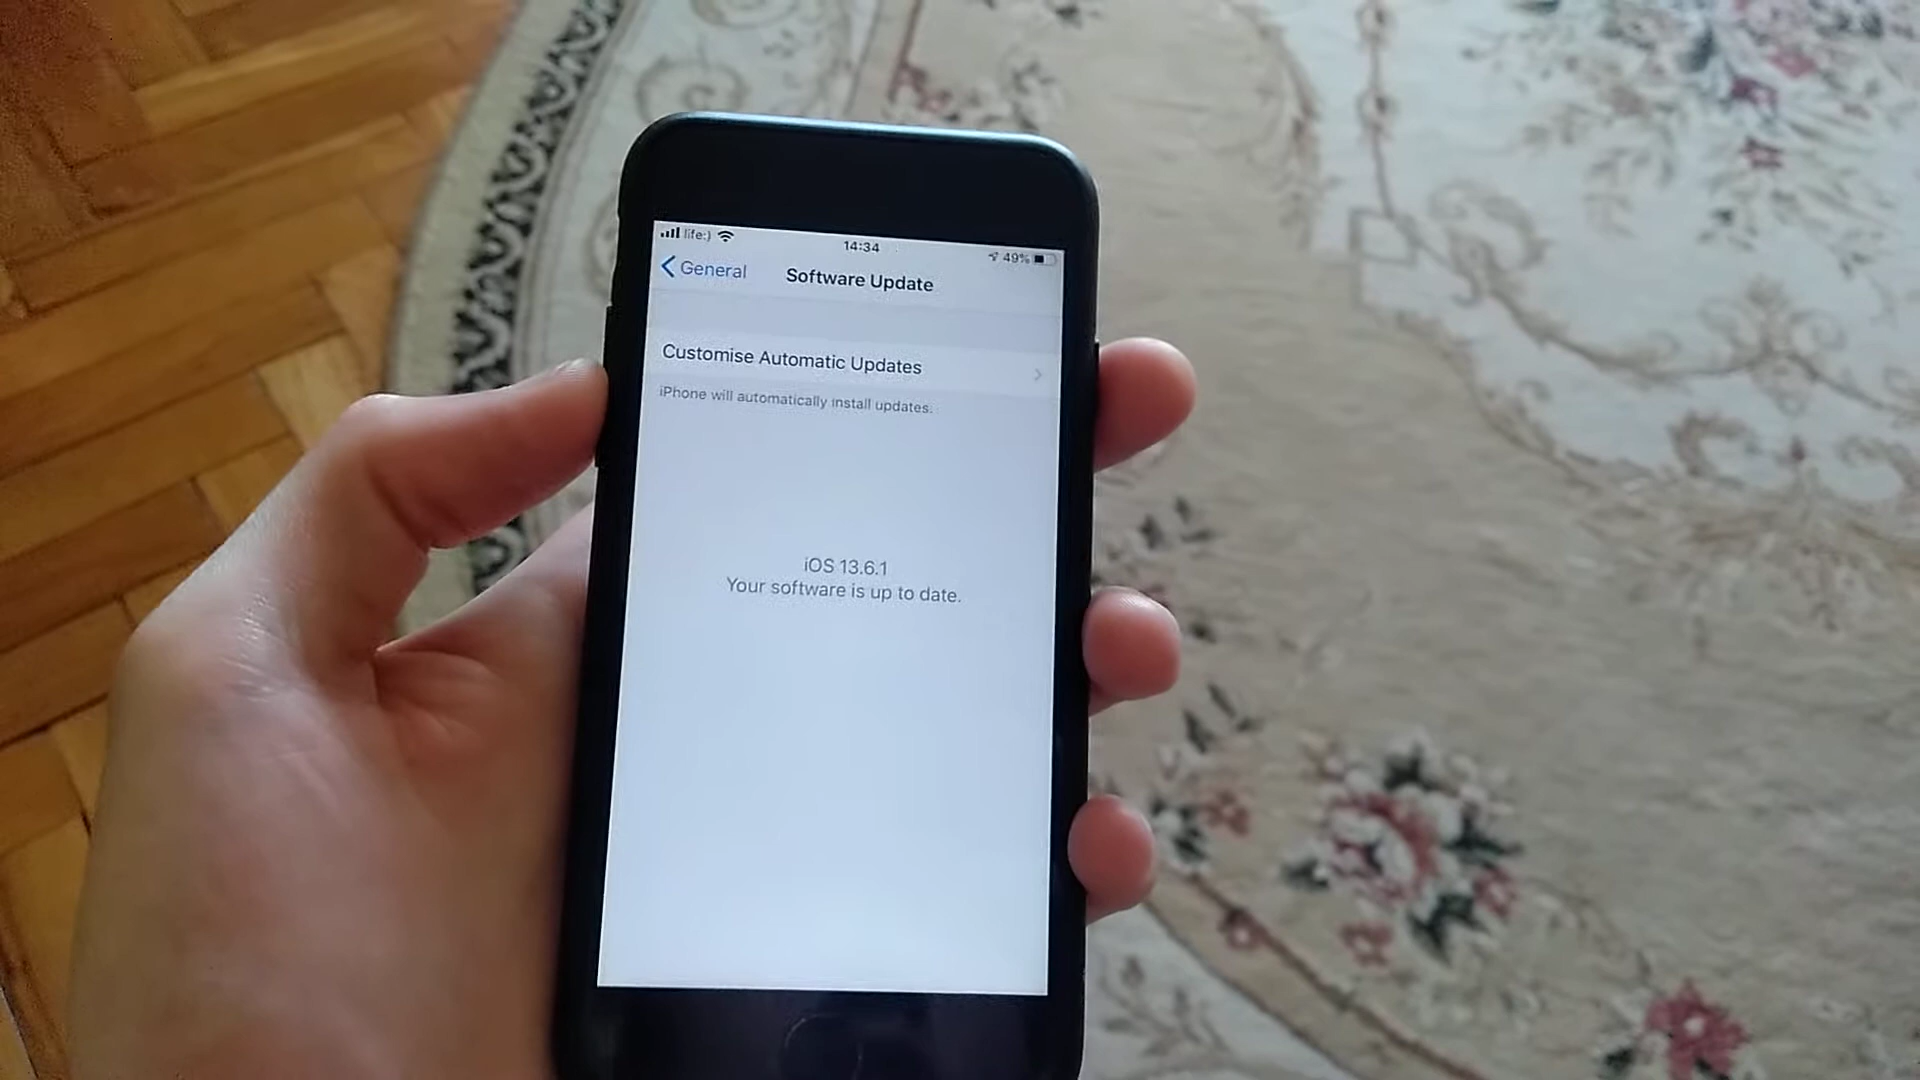 life:) 14:34 49%
General Software Update
Customise Automatic Updates
iPhone will automatically install updates.
iOS 13.6.1
Your software is up to date.